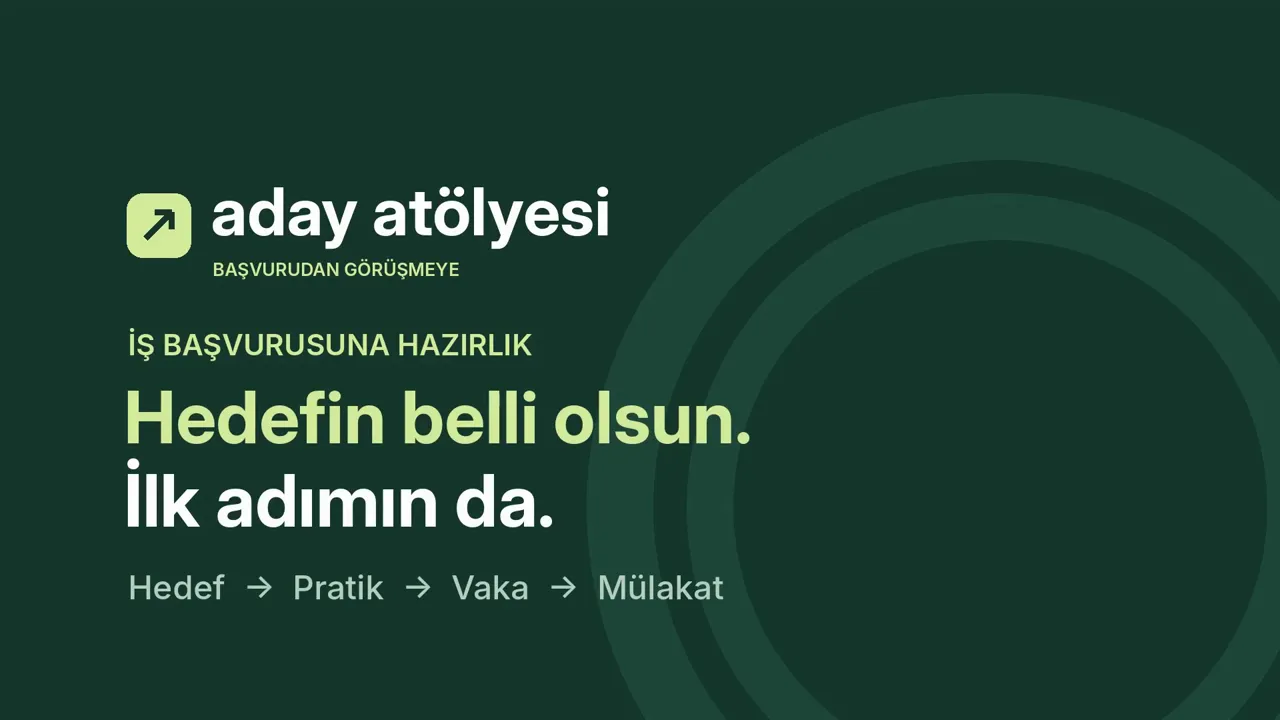 aday atölyesi
BAŞVURUDAN GÖRÜŞMEYE
İŞ BAŞVURUSUNA HAZIRLIK
Hedefin belli olsun.
İlk adımın da.
Hedef → Pratik → Vaka → Mülakat